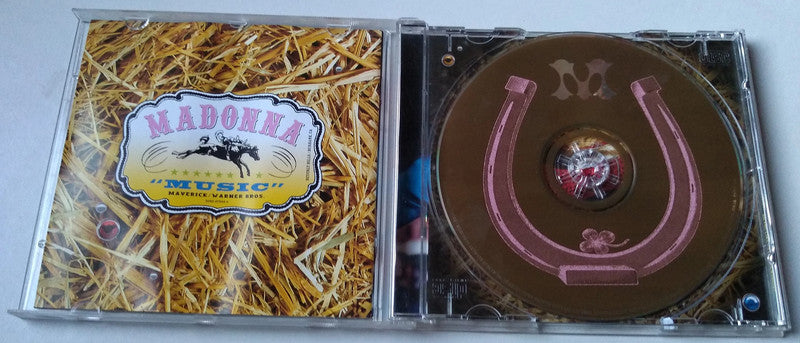 MADONNA
"MUSIC"
MAVERICK/WARNER BROS.
M